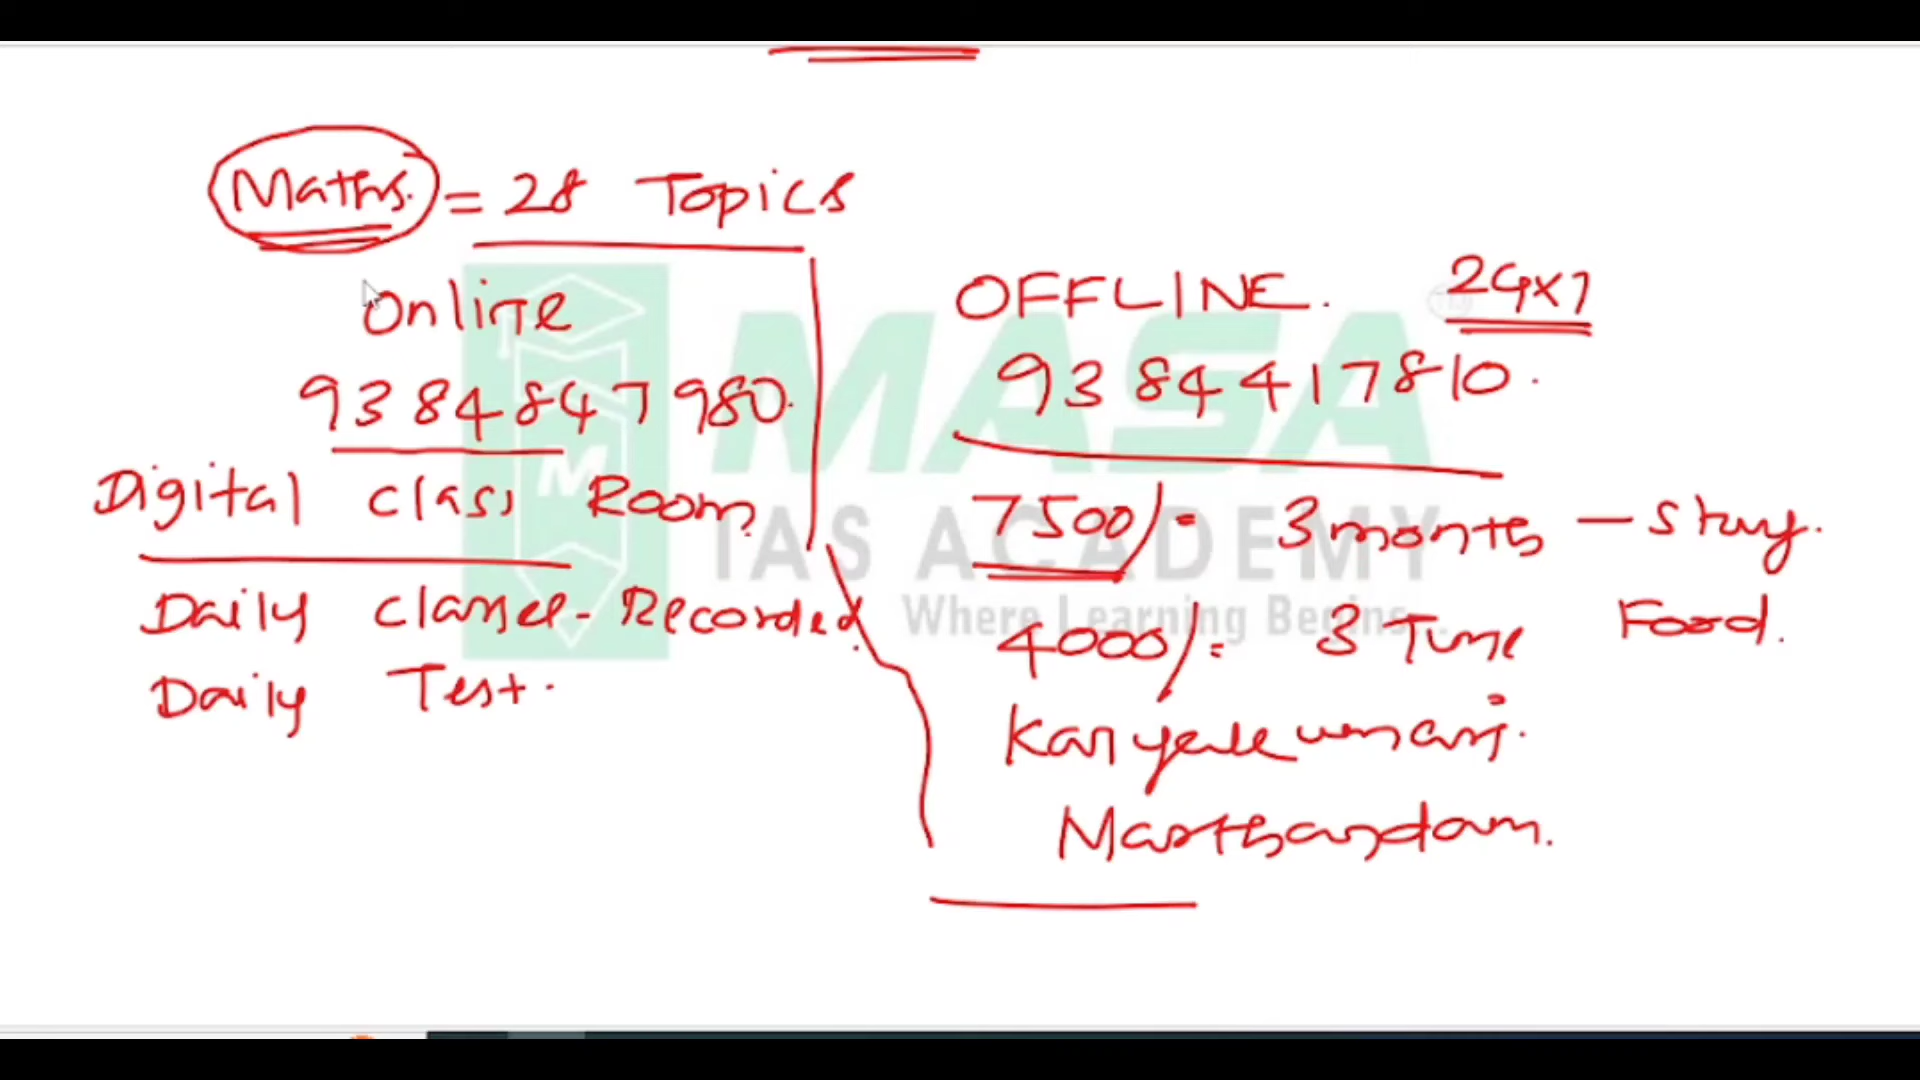 Maths. = 28 Topics
Online
9384847980.
Digital Class Room
Daily Classes - Recorded.
Daily Test.
OFFLINE. 24x7
9384417810.
7500/- 3 months - Stay.
4000/- 3 Time Food.
Kanyakumari.
Marthandam.
M
MASA
IAS ACADEMY
Where Learning Begins...